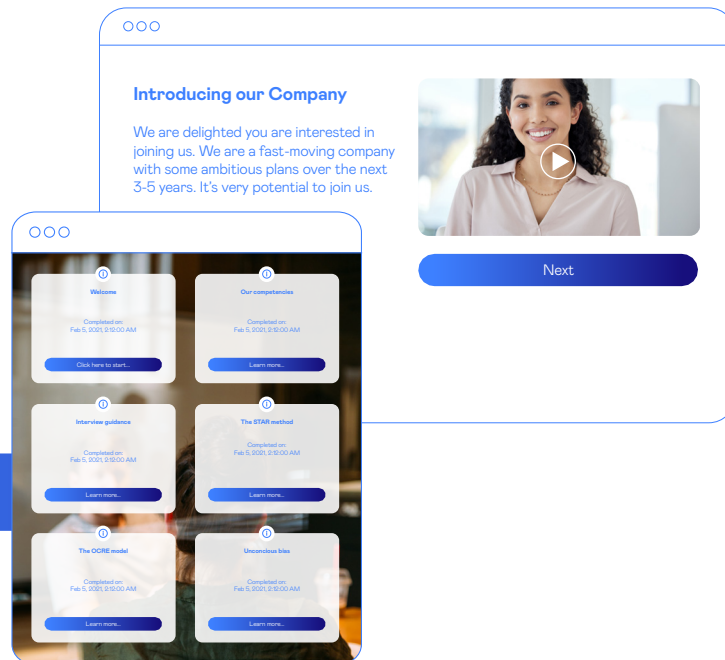 Introducing our Company
We are delighted you are interested in
joining us. We are a fast-moving company
with some ambitious plans over the next
3-5 years. It's very potential to join us.
Next
Welcome
Completed on:
Feb 5, 2021, 2:12:00 AM
Click here to start...
Our competencies
Completed on:
Feb 5, 2021, 2:12:00 AM
Learn more...
Interview guidence
Completed on:
Feb 5, 2021, 2:12:00 AM
Learn more...
The STAR method
Completed on:
Feb 5, 2021, 2:12:00 AM
Learn more...
The OCRE model
Completed on:
Feb 5, 2021, 2:12:00 AM
Learn more...
Unconcious bias
Completed on:
Feb 5, 2021, 2:12:00 AM
Learn more...